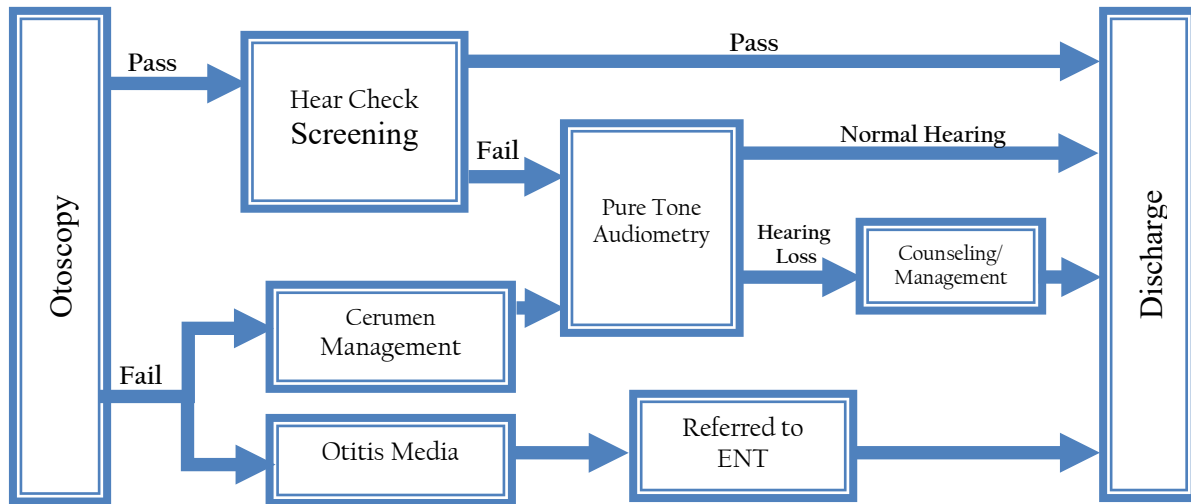 Otoscopy
Pass
Hear Check
Screening
Pass
Fail
Pure Tone
Audiometry
Normal Hearing
Hearing
Loss
Counseling/
Management
Discharge
Fail
Cerumen
Management
Otitis Media
Referred to
ENT